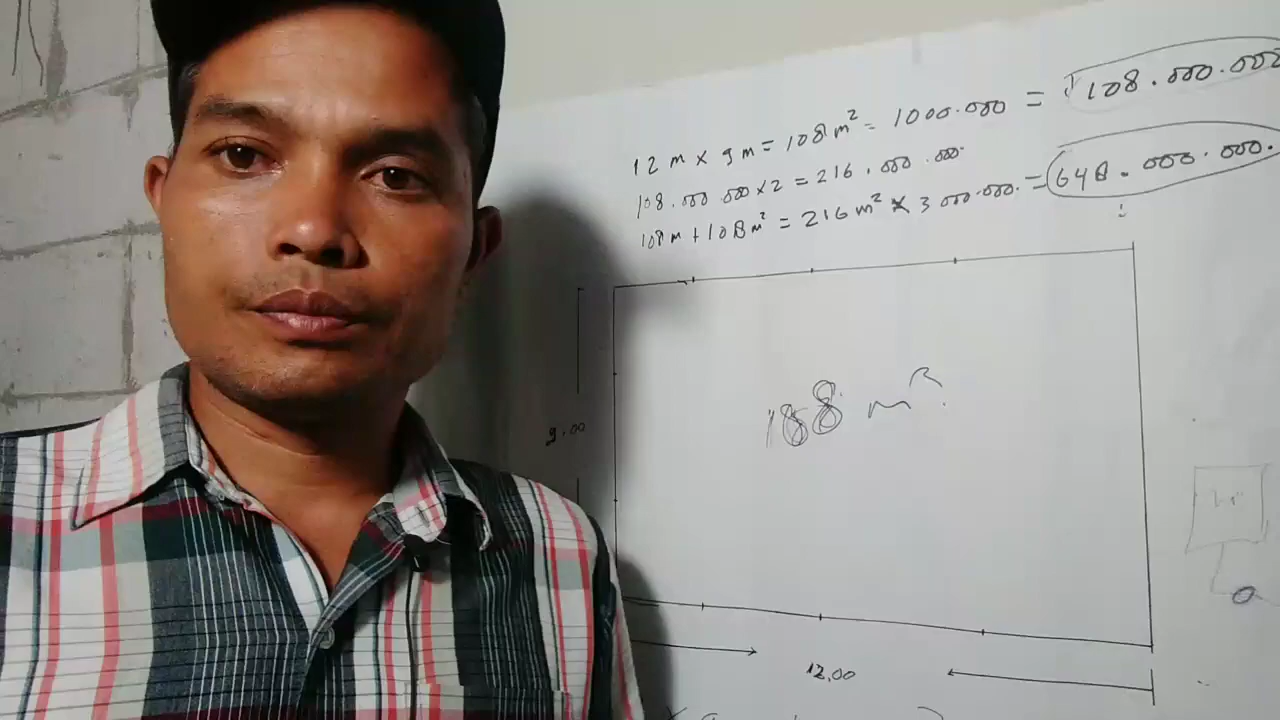 12 m x 9 m = 108 m² = 1000.000 = 108.000.000
108.000.000 x 2 = 216.000.000.
108 m + 108 m² = 216 m² x 3 000.000. = 648.000.000.
188 m²
9.00
12,00